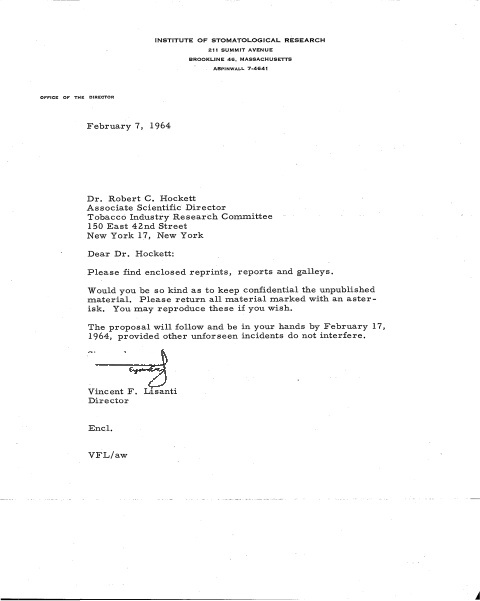 INSTITUTE OF STOMATOLOGICAL RESEARCH
211 SUMMIT AVENUE
BROOKLINE 46, MASSACHUSETTS
ASPINWALL 7-4641
OFFICE OF THE DIRECTOR
February 7, 1964
Dr. Robert C. Hockett
Associate Scientific Director
Tobacco Industry Research Committee
150 East 42nd Street
New York 17, New York
Dear Dr. Hockett:
Please find enclosed reprints, reports and galleys.
Would you be so kind as to keep confidential the unpublished
material. Please return all material marked with an aster-
isk. You may reproduce these if you wish.
The proposal will follow and be in your hands by February 17,
1964, provided other unforseen incidents do not interfere.
Vincent F. Lisanti
Director
Encl.
VFL/aw